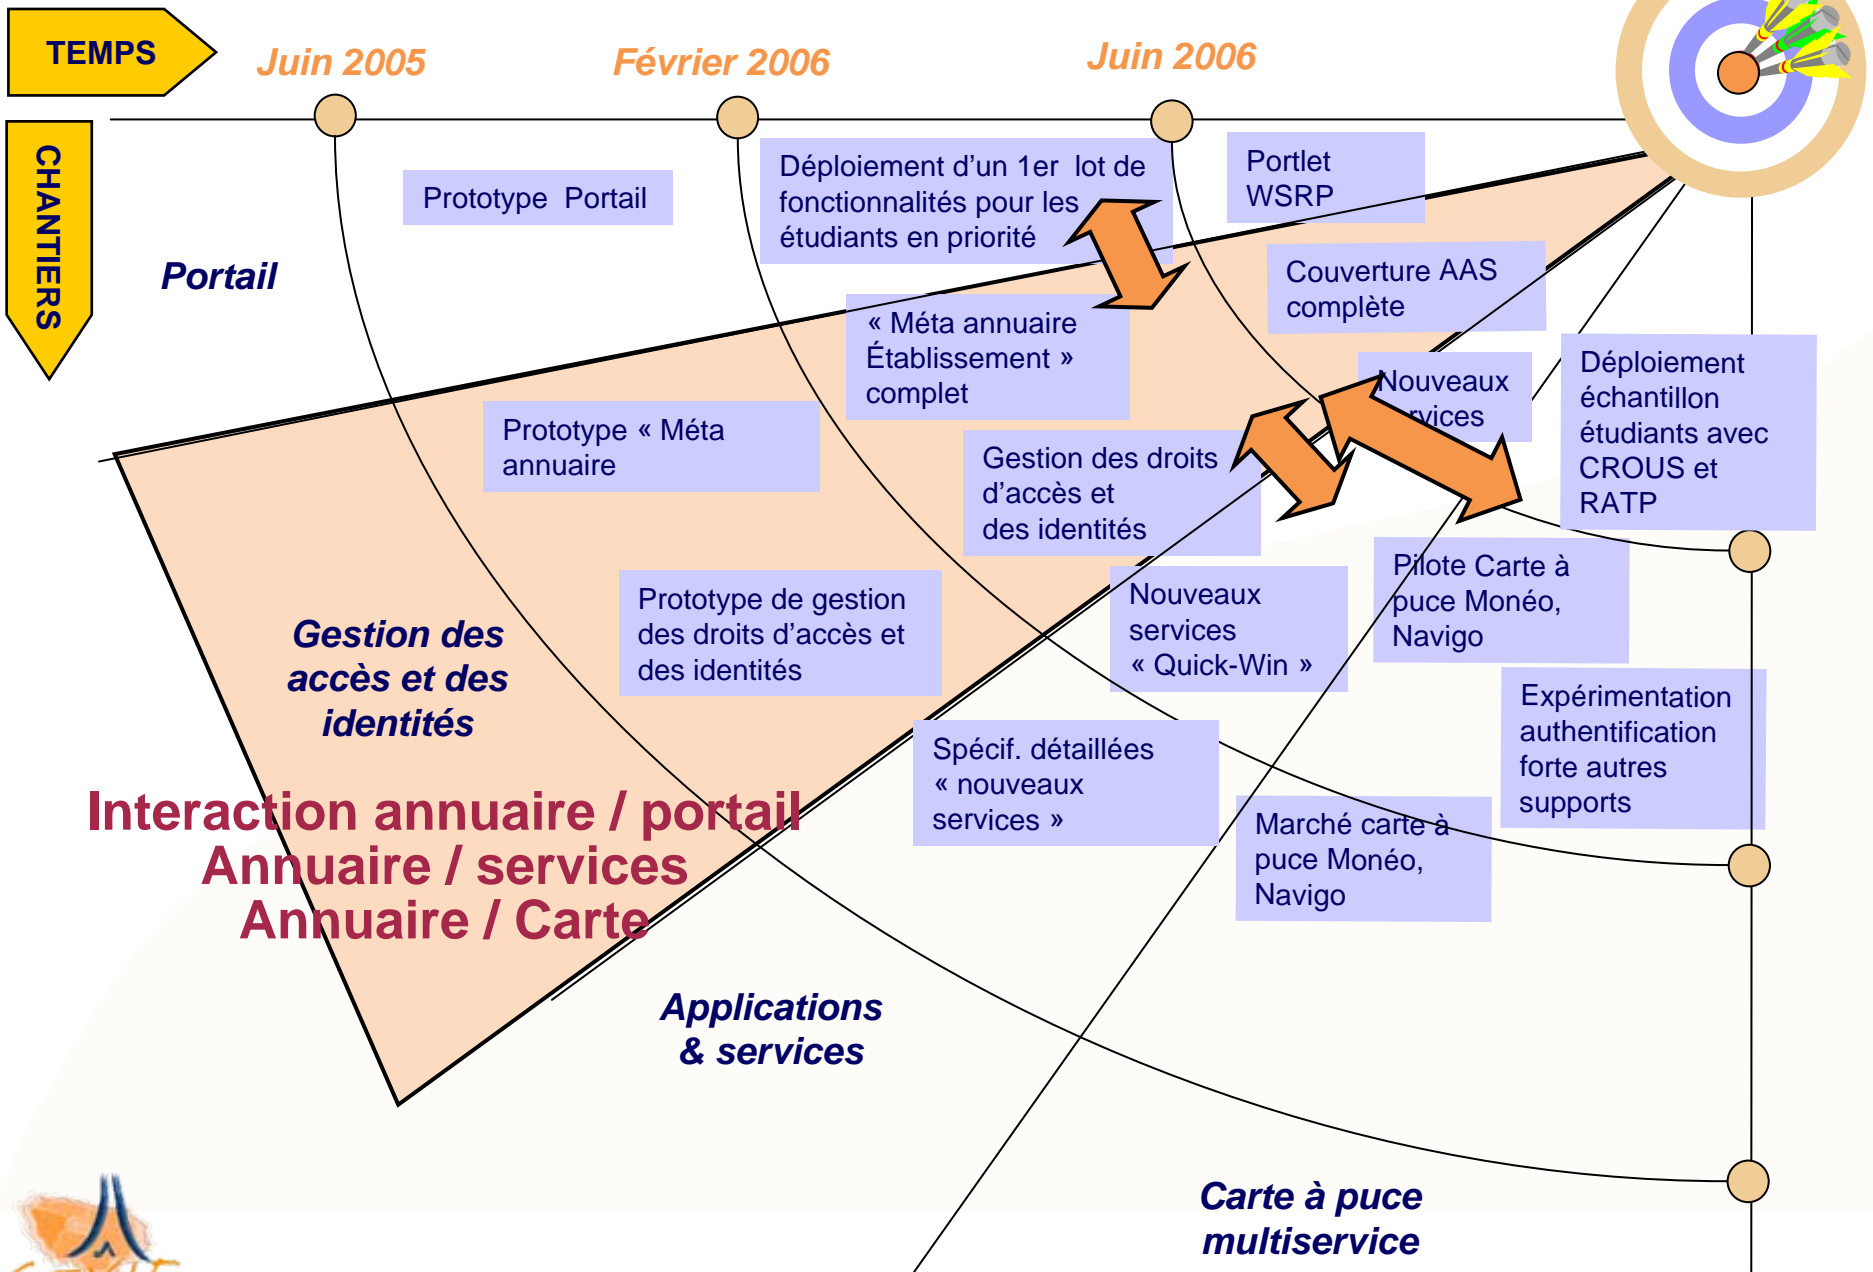 TEMPS
Juin 2005
Février 2006
Juin 2006
CHANTIERS
Portail
Prototype Portail
Déploiement d’un 1er lot de
fonctionnalités pour les
étudiants en priorité
Portlet
WSRP
Couverture AAS
complète
« Méta annuaire
Établissement »
complet
Prototype « Méta
annuaire
Gestion des droits
d’accès et
des identités
Nouveaux
Déploiement
échantillon
étudiants avec
CROUS et
RATP
Prototype de gestion
des droits d’accès et
des identités
Gestion des
accès et des
identités
Nouveaux
services
« Quick-Win »
Pilote Carte à
puce Monéo,
Navigo
Spécif. détaillées
« nouveaux
services »
Expérimentation
authentification
forte autres
supports
Marché carte à
puce Monéo,
Navigo
Interaction annuaire / portail
Annuaire / services
Annuaire / Carte
Applications
& services
Carte à puce
multiservice